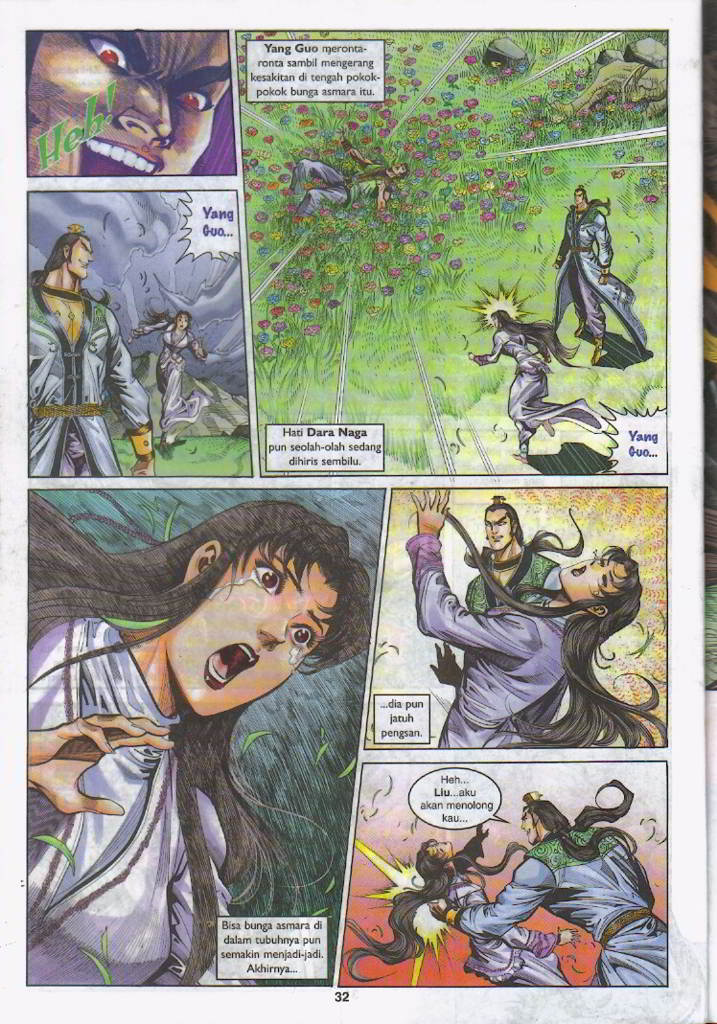 Heh!
Yang Guo meronta-
ronta sambil mengerang
kesakitan di tengah pokok-
pokok bunga asmara itu.
Yang
Guo...
Hati Dara Naga
pun seolah-olah sedang
dihiris sembilu.
Yang
Guo...
Bisa bunga asmara di
dalam tubuhnya pun
semakin menjadi-jadi.
Akhirnya...
...dia pun
jatuh
pengsan.
Heh...
Liu...aku
akan menolong
kau...
32